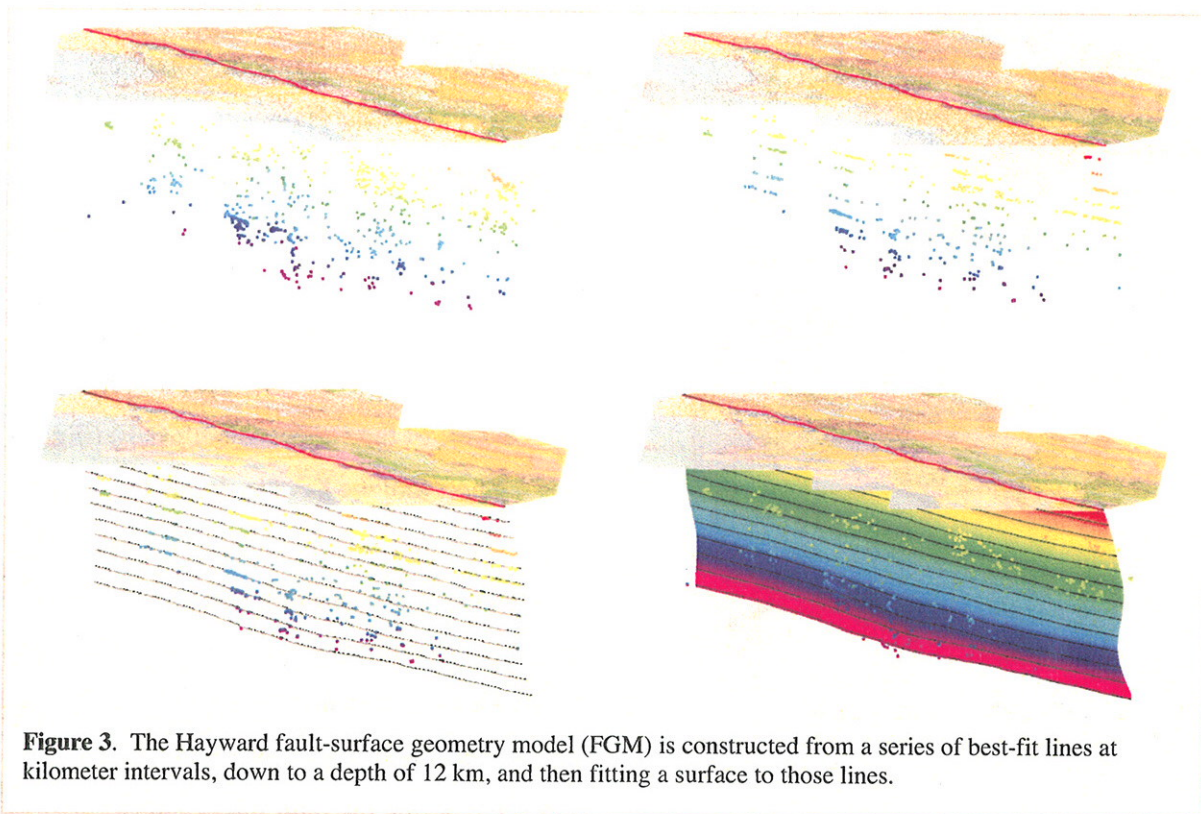 Figure 3. The Hayward fault-surface geometry model (FGM) is constructed from a series of best-fit lines at
kilometer intervals, down to a depth of 12 km, and then fitting a surface to those lines.